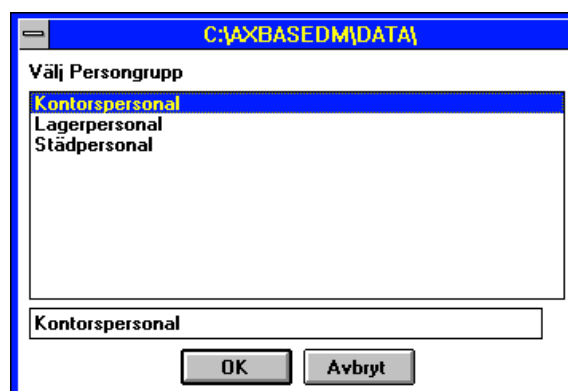 C:\AXBASEDM\DATA\
Välj Persongrupp
Kontorspersonal
Lagerpersonal
Städpersonal
Kontorspersonal
OK Avbryt